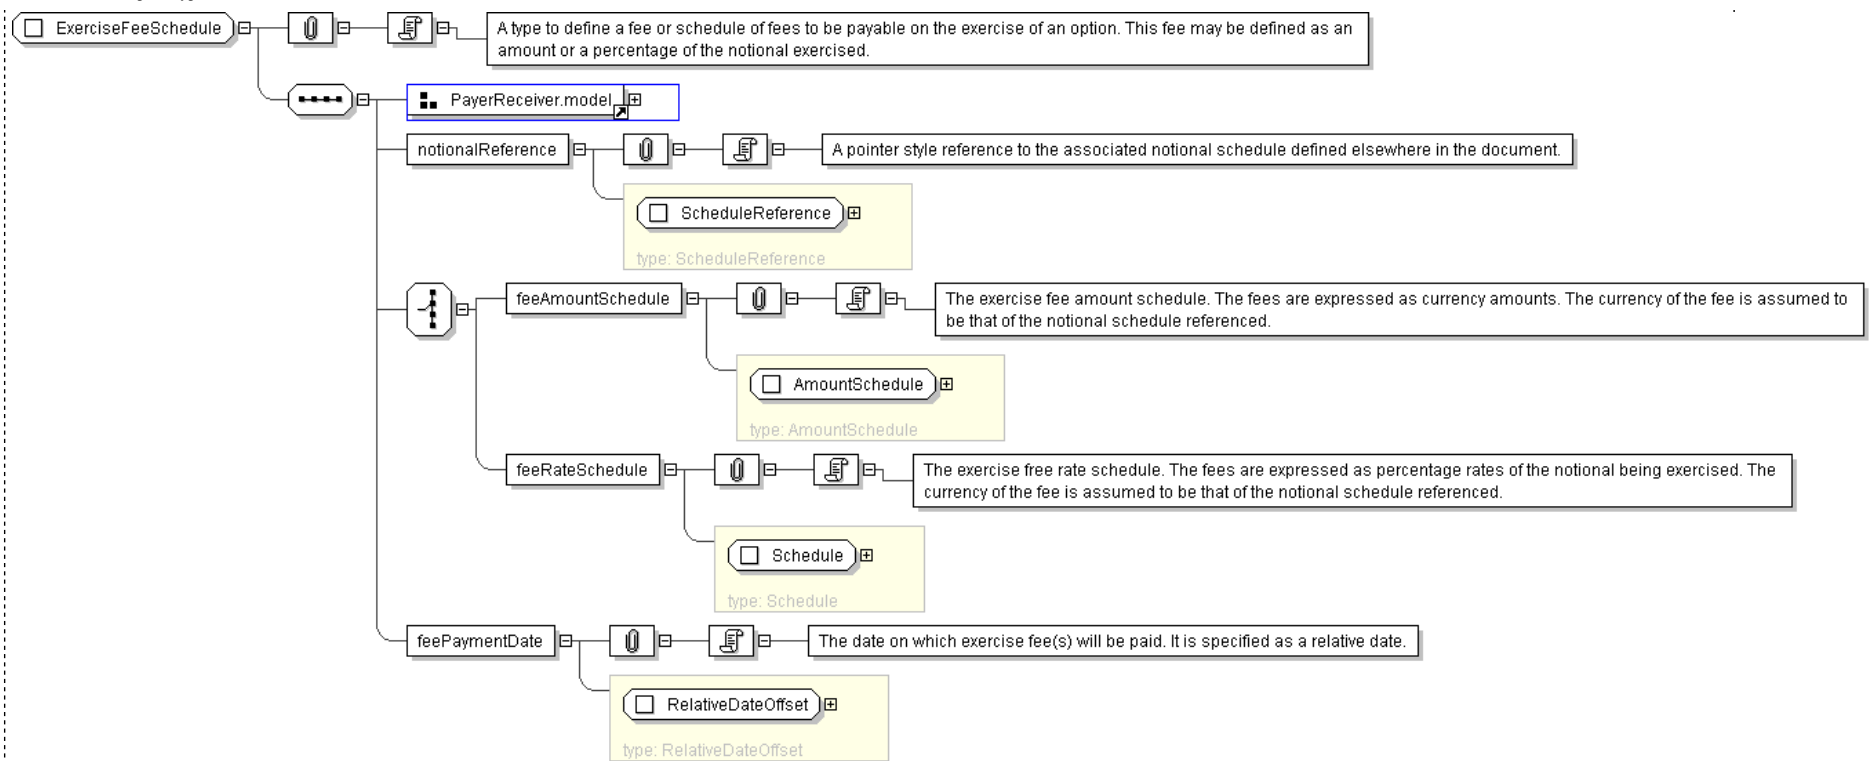 ExerciseFeeSchedule
A type to define a fee or schedule of fees to be payable on the exercise of an option. This fee may be defined as an
amount or a percentage of the notional exercised.
PayerReceiver.model
notionalReference
A pointer style reference to the associated notional schedule defined elsewhere in the document.
ScheduleReference
type: ScheduleReference
feeAmountSchedule
The exercise fee amount schedule. The fees are expressed as currency amounts. The currency of the fee is assumed to
be that of the notional schedule referenced.
AmountSchedule
type: AmountSchedule
feeRateSchedule
The exercise free rate schedule. The fees are expressed as percentage rates of the notional being exercised. The
currency of the fee is assumed to be that of the notional schedule referenced.
Schedule
type: Schedule
feePaymentDate
The date on which exercise fee(s) will be paid. It is specified as a relative date.
RelativeDateOffset
type: RelativeDateOffset